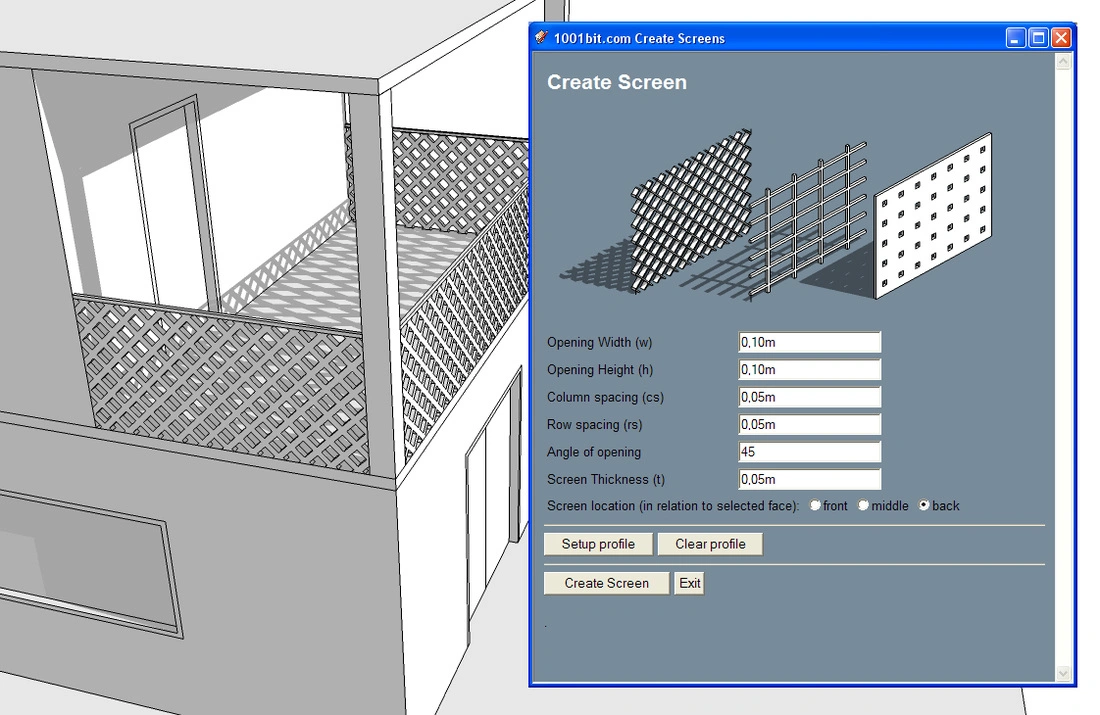 1001bit.com Create Screens
Create Screen
Opening Width (w) 0,10m
Opening Height (h) 0,10m
Column spacing (cs) 0,05m
Row spacing (rs) 0,05m
Angle of opening 45
Screen Thickness (t) 0,05m
Screen location (in relation to selected face): front middle back
Setup profile Clear profile
Create Screen Exit
.